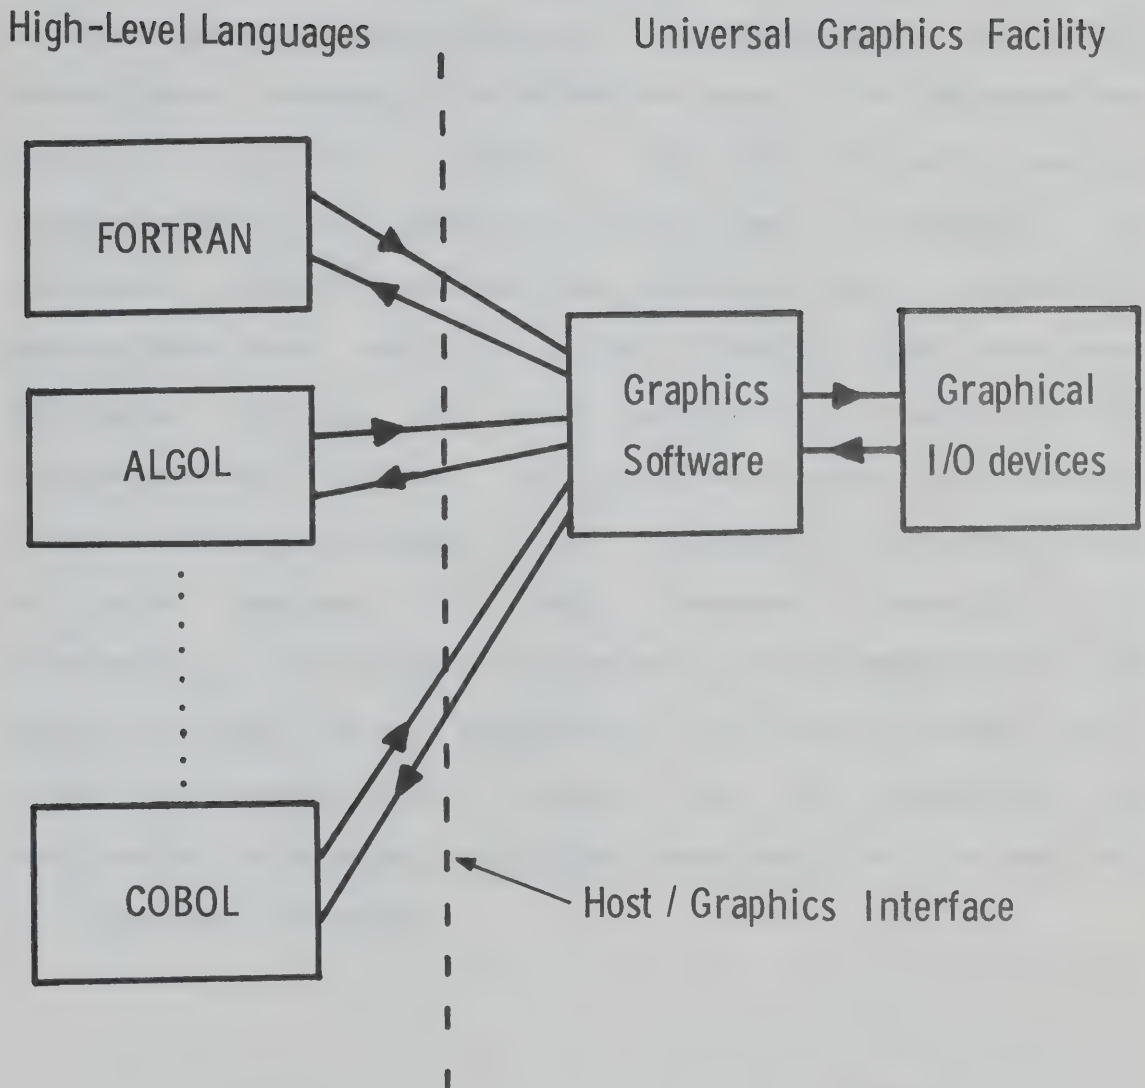 High-Level Languages
Universal Graphics Facility
FORTRAN
ALGOL
COBOL
Graphics
Software
Graphical
I/O devices
Host / Graphics Interface